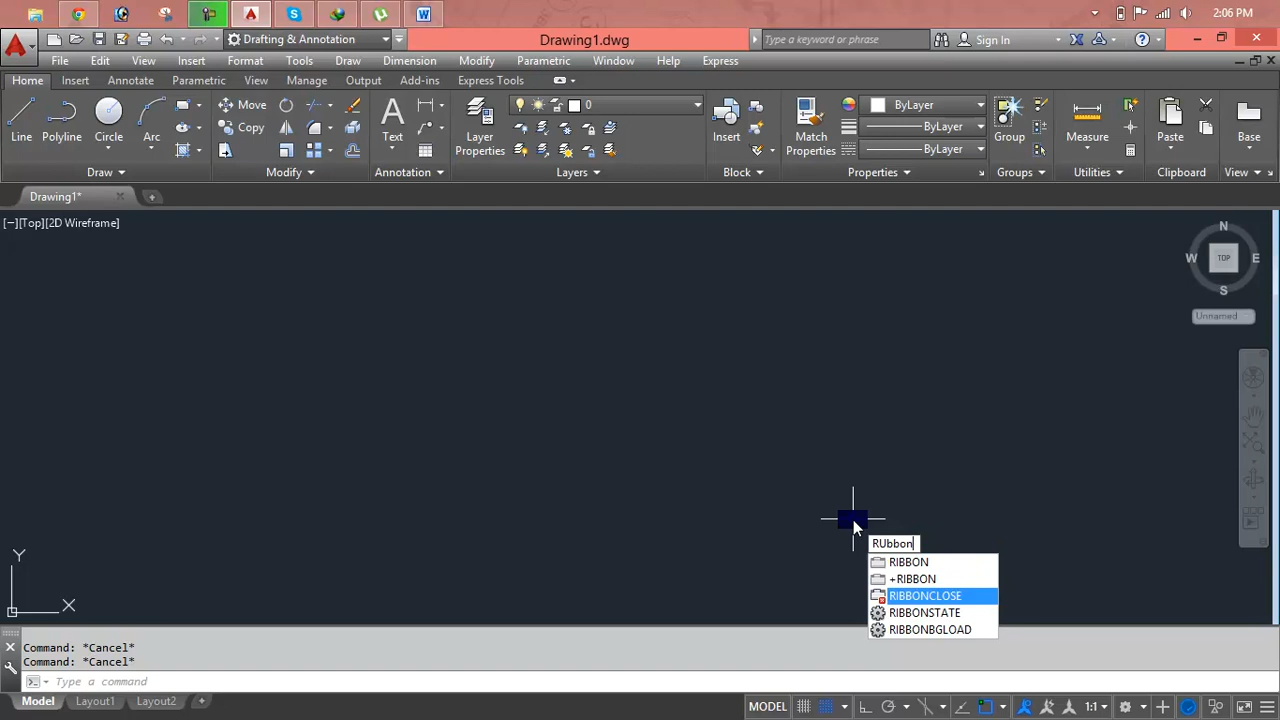 2:06 PM
Drafting & Annotation
Drawing1.dwg
Type a keyword or phrase
Sign In
File Edit View Insert Format Tools Draw Dimension Modify Parametric Window Help Express
Home Insert Annotate Parametric View Manage Output Add-ins Express Tools
Line
Polyline
Circle
Arc
Move
Copy
Text
Layer
Properties
0
Insert
Match
Properties
ByLayer
ByLayer
ByLayer
Group
Measure
Paste
Base
Draw
Modify
Annotation
Layers
Block
Properties
Groups
Utilities
Clipboard
View
Drawing1*
[−][Top][2D Wireframe]
N
W
TOP
E
S
Unnamed
RUbbon
RIBBON
+RIBBON
RIBBONCLOSE
RIBBONSTATE
RIBBONBGLOAD
Y
X
Command: *Cancel*
Command: *Cancel*
Type a command
Model Layout1 Layout2
MODEL
1:1